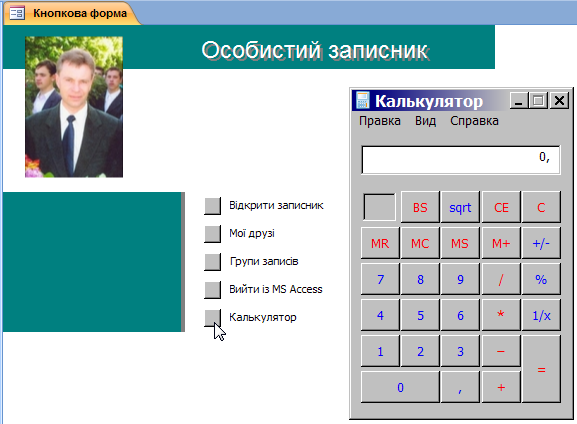 Кнопкова форма
Особистий записник
Відкрити записник
Мої друзі
Групи записів
Вийти із MS Access
Калькулятор
Калькулятор
Правка Вид Справка
0,
BS sqrt CE C
MR MC MS M+ +/-
7 8 9 / %
4 5 6 * 1/x
1 2 3 − =
0 , +